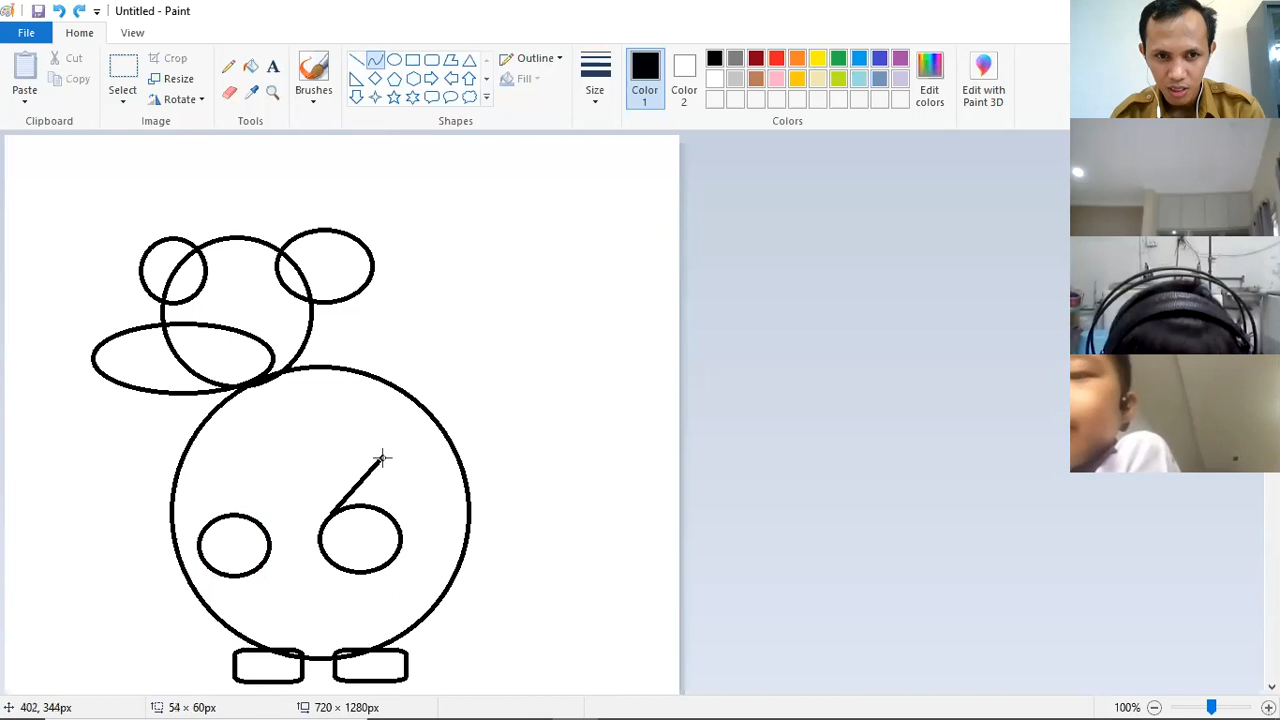 Untitled - Paint
File Home View
Paste
Cut
Copy
Clipboard
Select
Crop
Resize
Rotate
Image
A
Tools
Brushes
Outline
Fill
Shapes
Size
Color 1
Color 2
Edit colors
Colors
Edit with Paint 3D
402, 344px
54 × 60px
720 × 1280px
100%